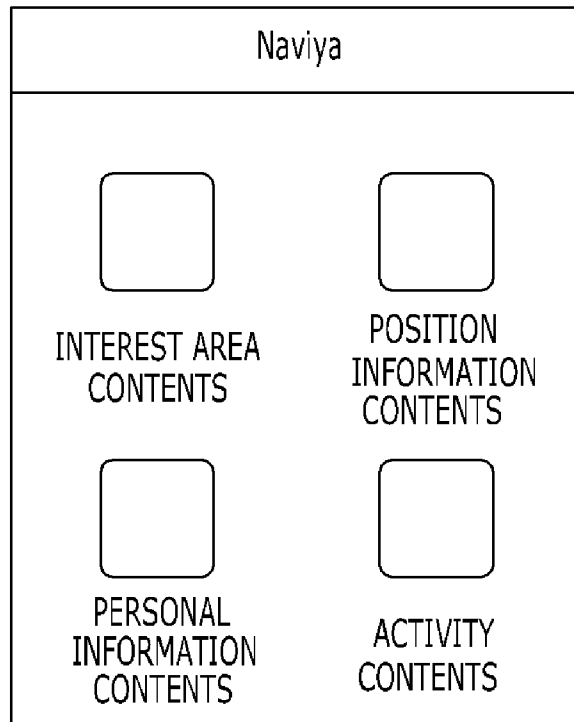 Naviya
INTEREST AREA
CONTENTS
POSITION
INFORMATION
CONTENTS
PERSONAL
INFORMATION
CONTENTS
ACTIVITY
CONTENTS